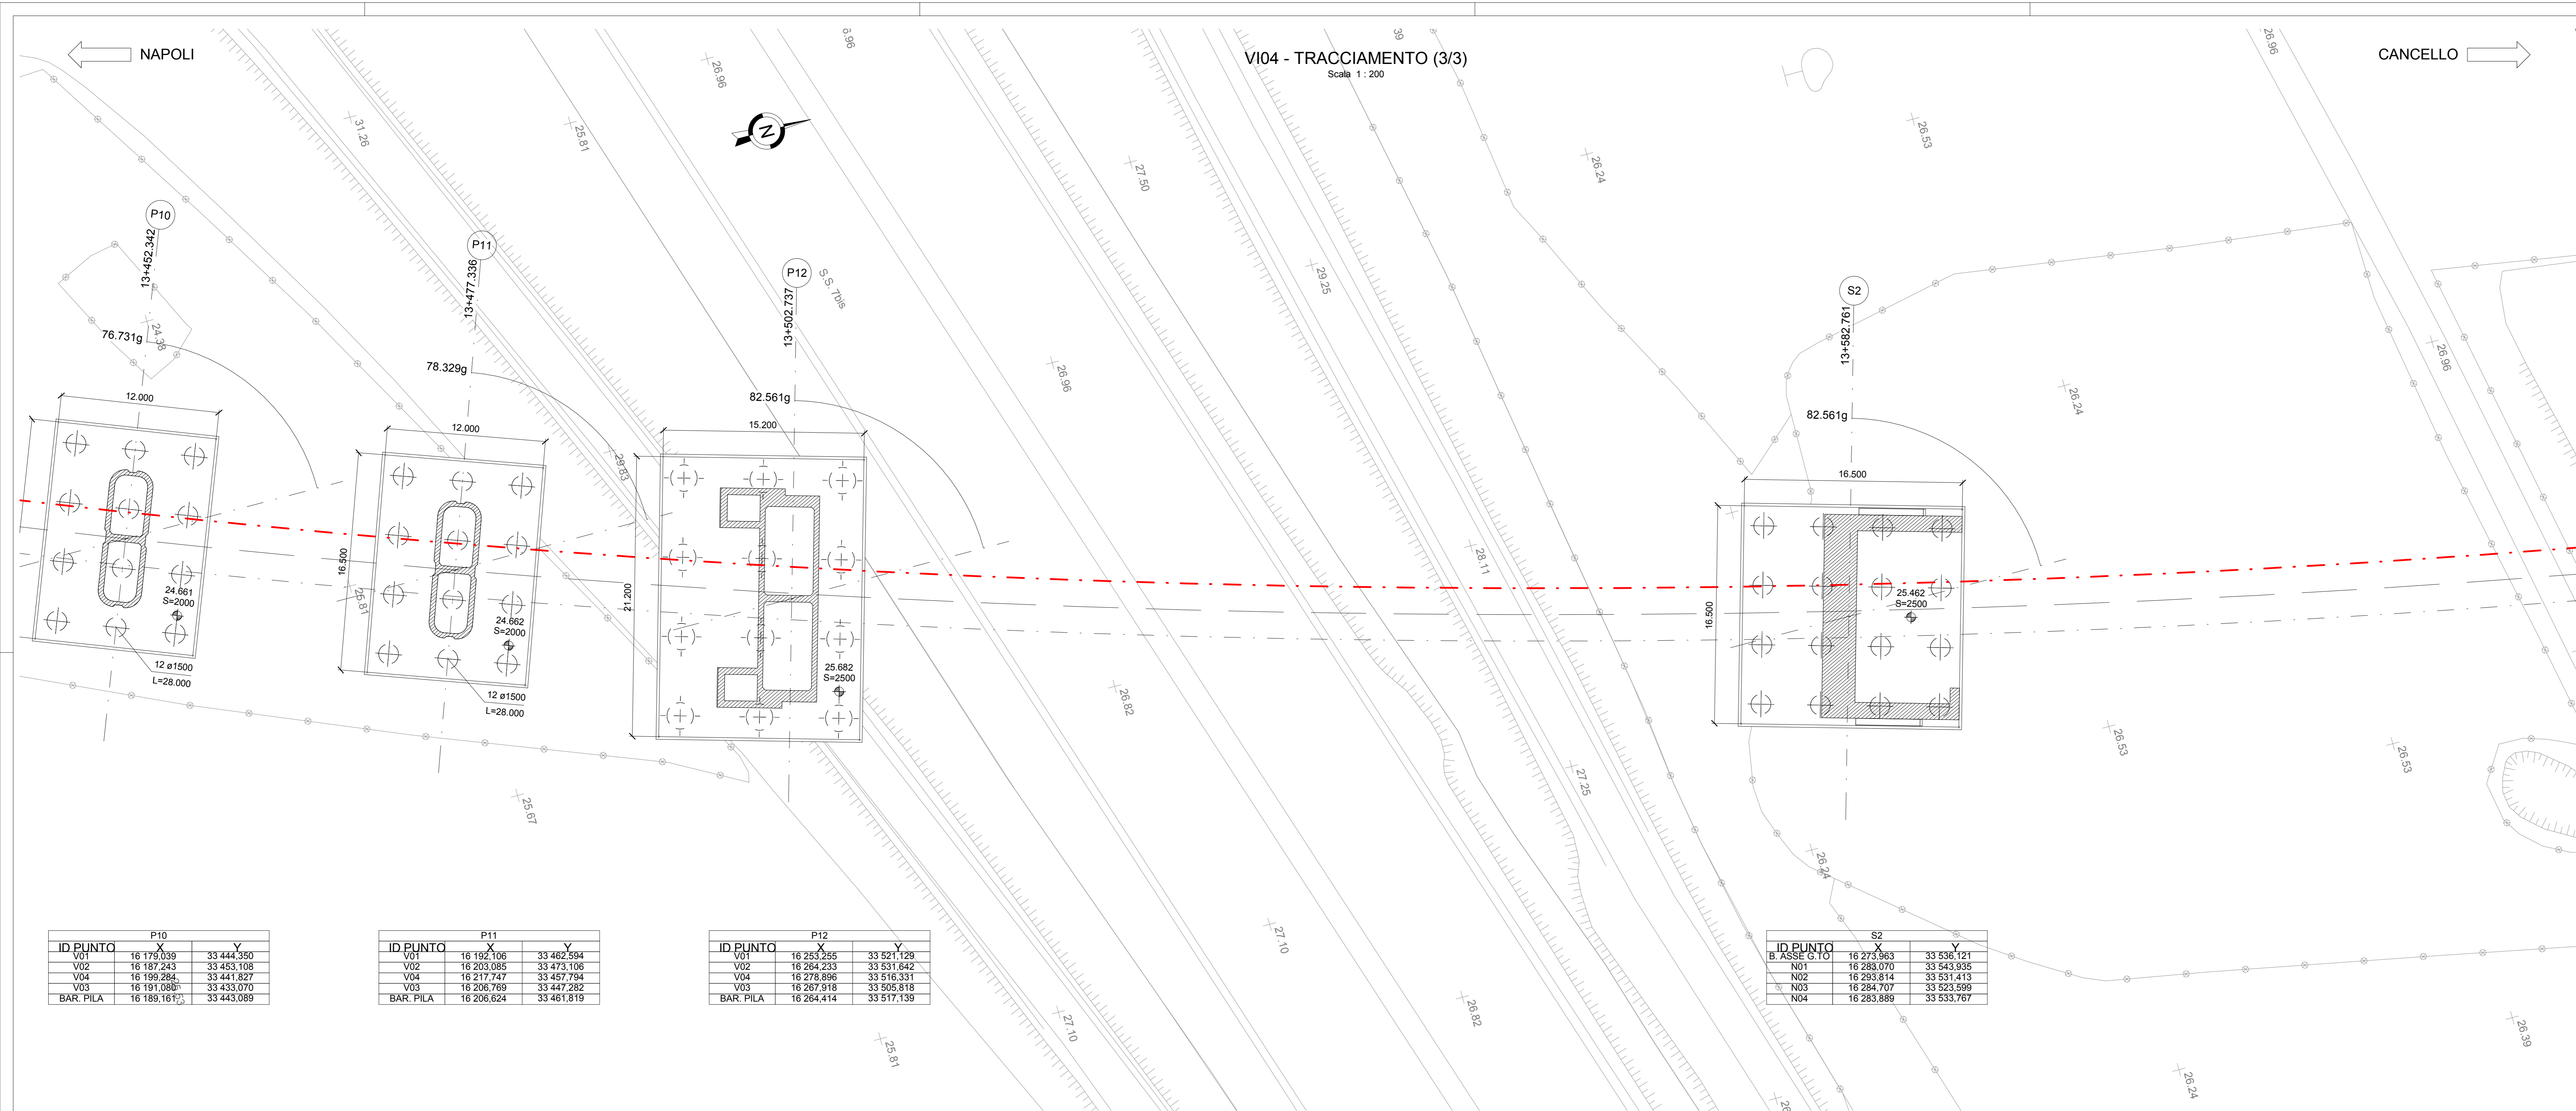 NAPOLI
VI04 - TRACCIAMENTO (3/3)
Scala 1 : 200
CANCELLO
N
P10
13+452.342
76.731g
P11
13+477.336
78.329g
P12
13+502.737
82.561g
S.S. 7bis
S2
13+582.761
82.561g
6.96
26.96
39
26.96
31.26
25.81
27.50
26.24
26.53
29.25
24.38
26.96
26.24
26.96
12.000
12.000
15.200
16.500
29.83
28.11
16.500
25.81
21.200
16.500
24.661
S=2000
24.662
S=2000
25.682
S=2500
25.462
S=2500
12 ø1500
L=28.000
12 ø1500
L=28.000
26.82
26.53
26.53
25.67
27.25
26.24
27.10
26.82
27.10
25.81
26.39
26.24
26
P10
ID PUNTO X Y
V01 16 179,039 33 444,350
V02 16 187,243 33 453,108
V04 16 199,284 33 441,827
V03 16 191,080 33 433,070
BAR. PILA 16 189,161 33 443,089
P11
ID PUNTO X Y
V01 16 192,106 33 462,594
V02 16 203,085 33 473,106
V04 16 217,747 33 457,794
V03 16 206,769 33 447,282
BAR. PILA 16 206,624 33 461,819
P12
ID PUNTO X Y
V01 16 253,255 33 521,129
V02 16 264,233 33 531,642
V04 16 278,896 33 516,331
V03 16 267,918 33 505,818
BAR. PILA 16 264,414 33 517,139
S2
ID PUNTO X Y
B. ASSE G.TO 16 273,963 33 536,121
N01 16 283,070 33 543,935
N02 16 293,814 33 531,413
N03 16 284,707 33 523,599
N04 16 283,889 33 533,767